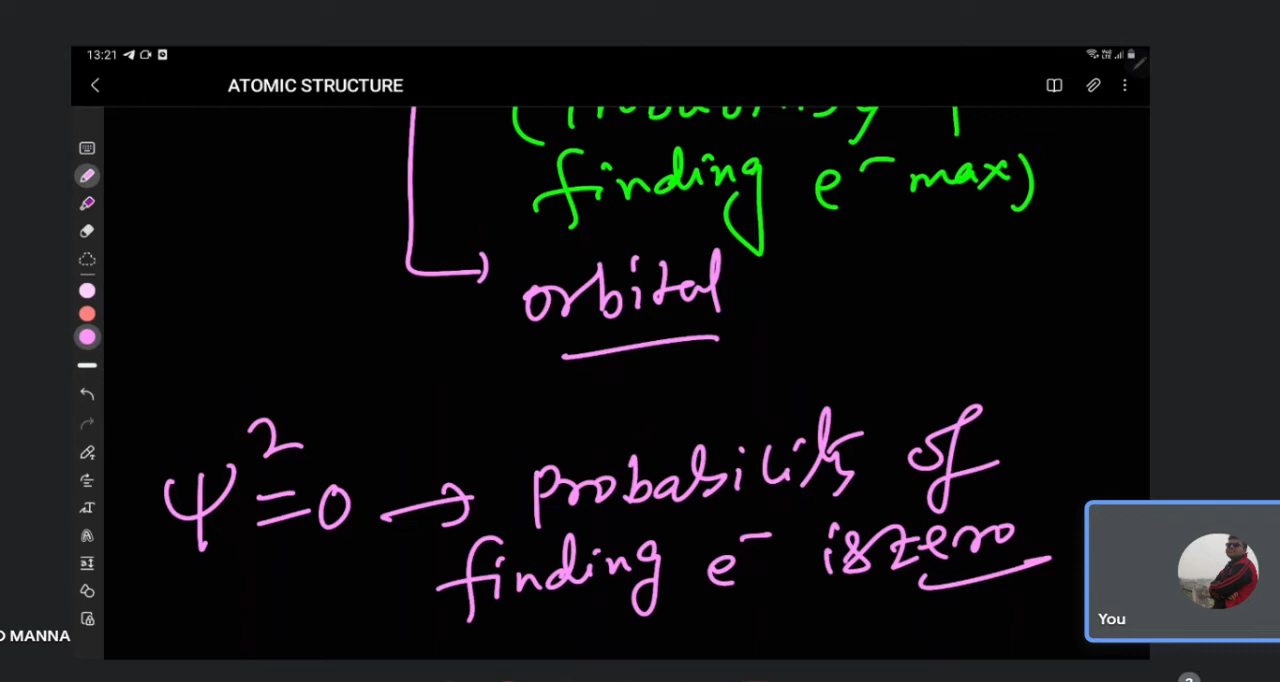 13:21
ATOMIC STRUCTURE
finding e⁻ max)
orbital
ψ²=0 → probability of
finding e⁻ is zero
You
O MANNA